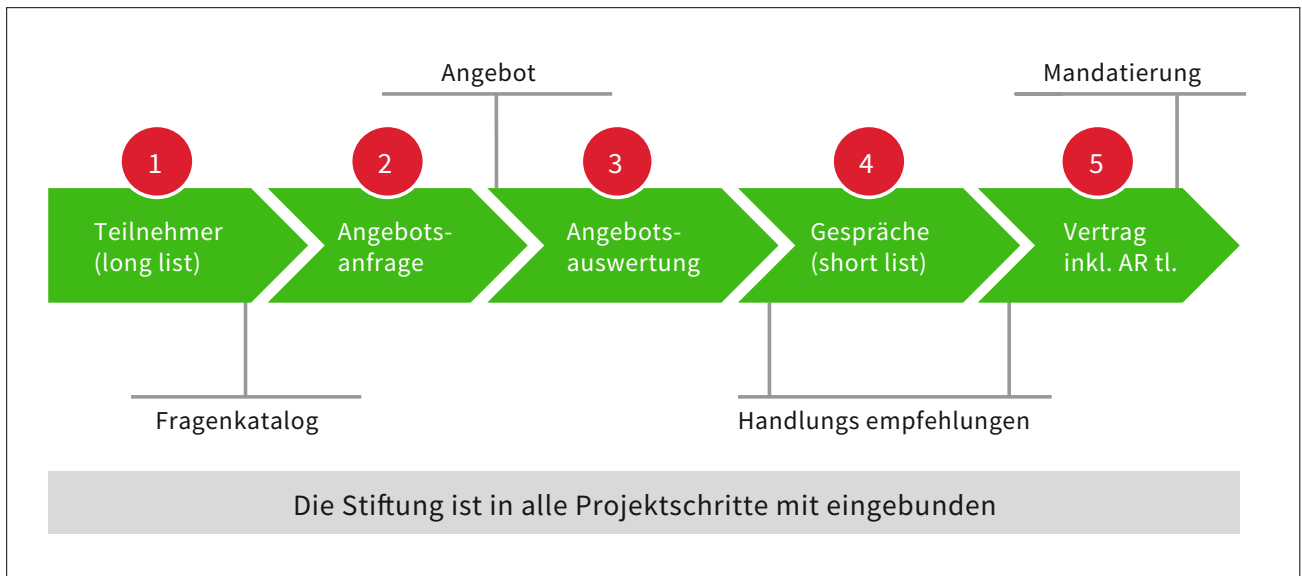 Angebot
Mandatierung
1
2
3
4
5
Teilnehmer
(long list)
Angebots-
anfrage
Angebots-
auswertung
Gespräche
(short list)
Vertrag
inkl. AR tl.
Fragenkatalog
Handlungs empfehlungen
Die Stiftung ist in alle Projektschritte mit eingebunden